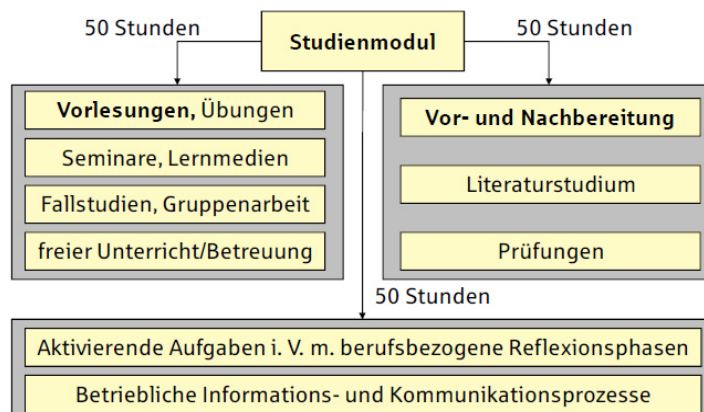 50 Stunden
Studienmodul
50 Stunden
Vorlesungen, Übungen
Seminare, Lernmedien
Fallstudien, Gruppenarbeit
freier Unterricht/Betreuung
Vor- und Nachbereitung
Literaturstudium
Prüfungen
50 Stunden
Aktivierende Aufgaben i. V. m. berufsbezogene Reflexionsphasen
Betriebliche Informations- und Kommunikationsprozesse